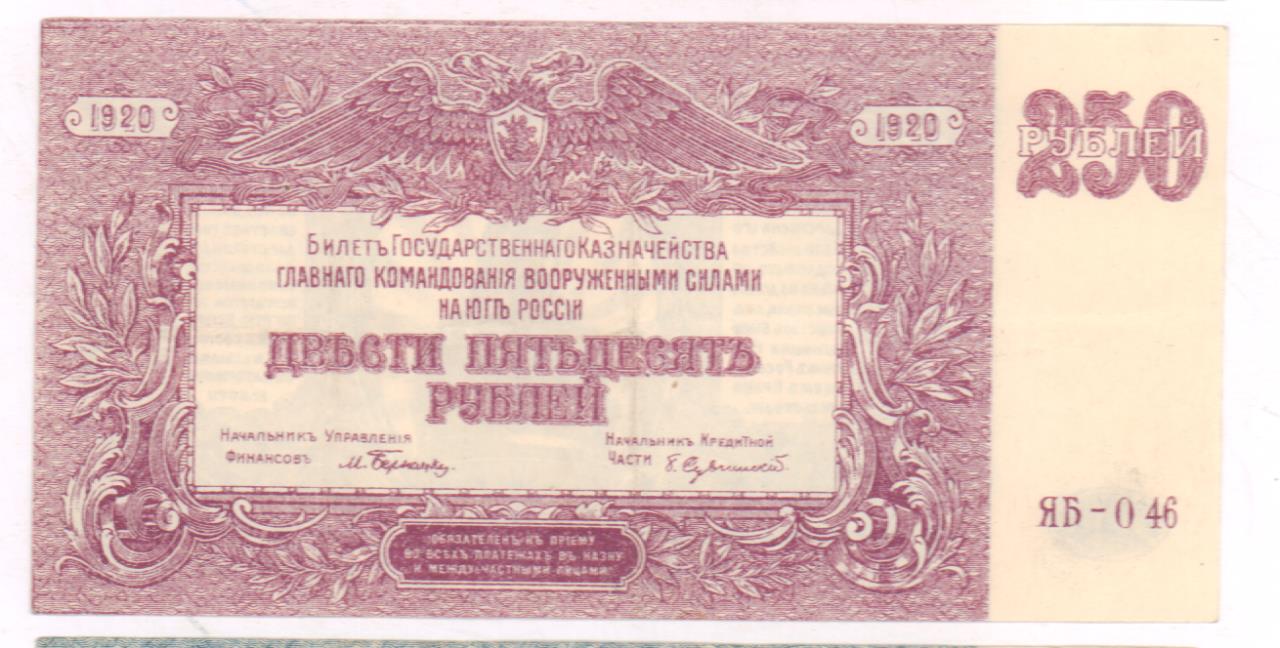 1920
1920
250
РУБЛЕЙ
Билетъ Государственнаго Казначейства
главнаго командованія вооруженными силами
на югѣ Россіи
ДВѢСТИ ПЯТЬДЕСЯТЪ
РУБЛЕЙ
Начальникъ Управленія
Финансовъ
Начальникъ Кредитной
Части
ОБЯЗАТЕЛЕНЪ КЪ ПРІЕМУ
ВО ВСѢХЪ ПЛАТЕЖАХЪ ВЪ КАЗНУ
И МЕЖДУ ЧАСТНЫМИ ЛИЦАМИ
ЯБ - 046